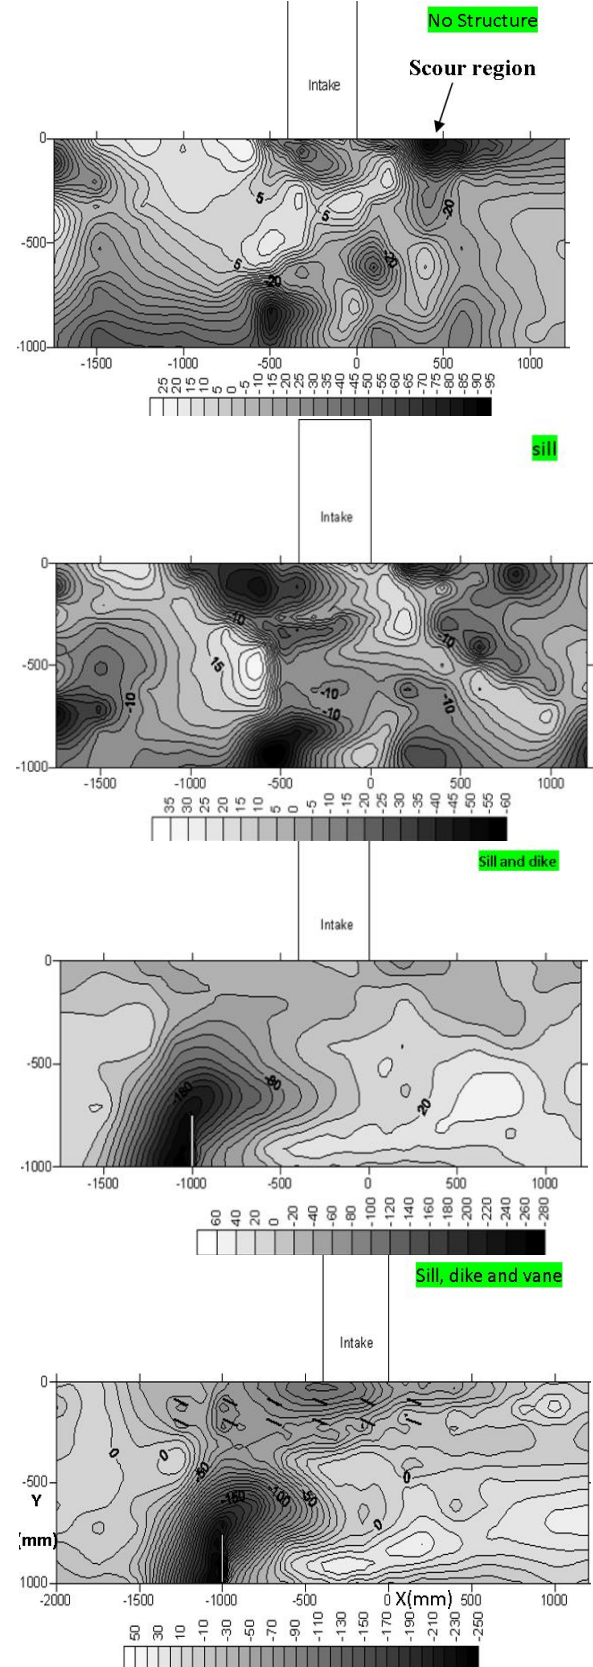 No Structure
Scour region
Intake
0
5
5
-20
-500
5
-20
-1000
-1500 -1000 -500 0 500 1000
25 20 15 10 5 0 -5 -10 -15 -20 -25 -30 -35 -40 -45 -50 -55 -60 -65 -70 -75 -80 -85 -90 -95
sill
Intake
0
-10
-10
-500
15
-10
-10
-10
-10
-1000
-1500 -1000 -500 0 500 1000
35 30 25 20 15 10 5 0 -5 -10 -15 -20 -25 -30 -35 -40 -45 -50 -55 -60
Sill and dike
Intake
0
-500
-80
-180
20
-1000
-1500 -1000 -500 0 500 1000
60 40 20 0 -20 -40 -60 -80 -100 -120 -140 -160 -180 -200 -220 -240 -260 -280
Sill, dike and vane
Intake
0
0
0
-50
0
-500
-150
-100
-50
Y
0
(mm)
1000
-2000 -1500 -1000 -500 0 X(mm) 500 1000
50 30 10 -10 -30 -50 -70 -90 -110 -130 -150 -170 -190 -210 -230 -250